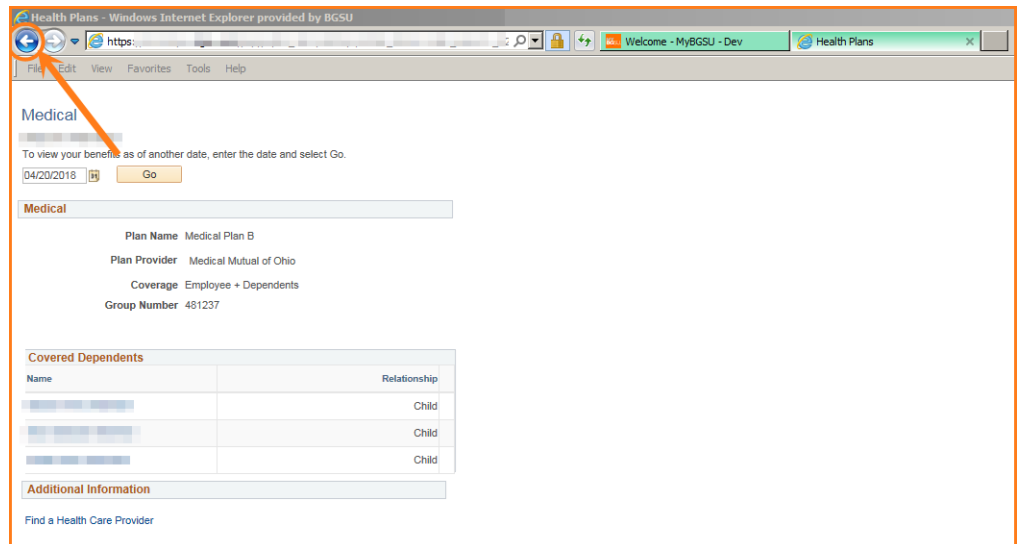 Health Plans - Windows Internet Explorer provided by BGSU
https:
Welcome - MyBGSU - Dev
Health Plans
File Edit View Favorites Tools Help
Medical
To view your benefits as of another date, enter the date and select Go.
04/20/2018 Go
Medical
Plan Name Medical Plan B
Plan Provider Medical Mutual of Ohio
Coverage Employee + Dependents
Group Number 481237
Covered Dependents
Name Relationship
Child
Child
Child
Additional Information
Find a Health Care Provider